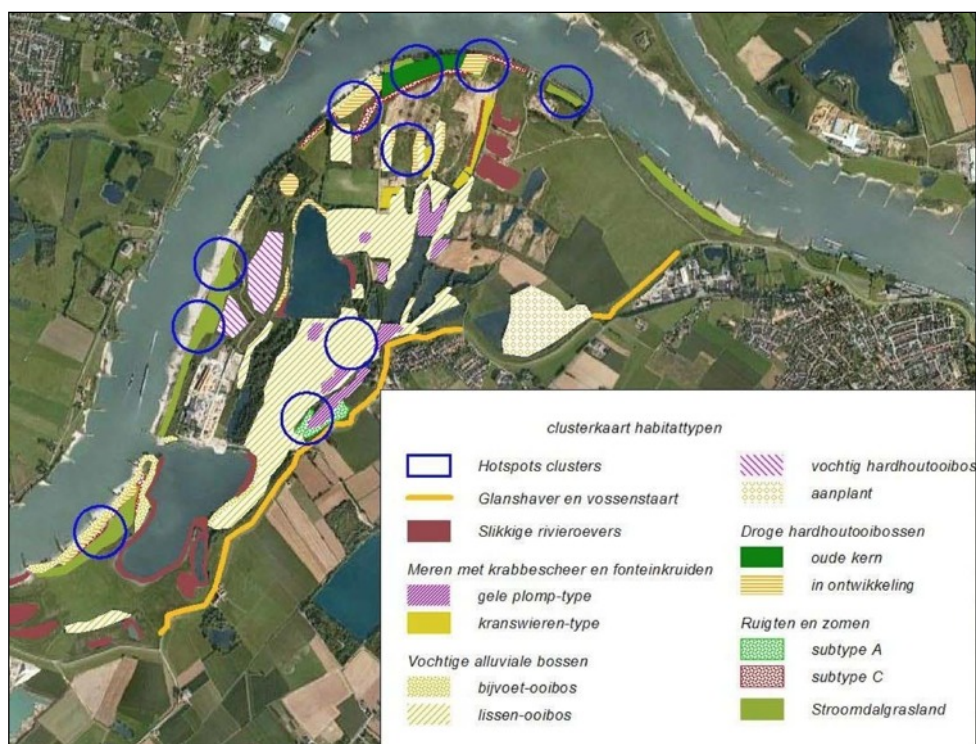 clusterkaart habitattypen
Hotspots clusters
Glanshaver en vossenstaart
Slikkige rivieroevers
Meren met krabbescheer en fonteinkruiden
gele plomp-type
kranswieren-type
Vochtige alluviale bossen
bijvoet-ooibos
lissen-ooibos
vochtig hardhoutooibos
aanplant
Droge hardhoutooibossen
oude kern
in ontwikkeling
Ruigten en zomen
subtype A
subtype C
Stroomdalgrasland